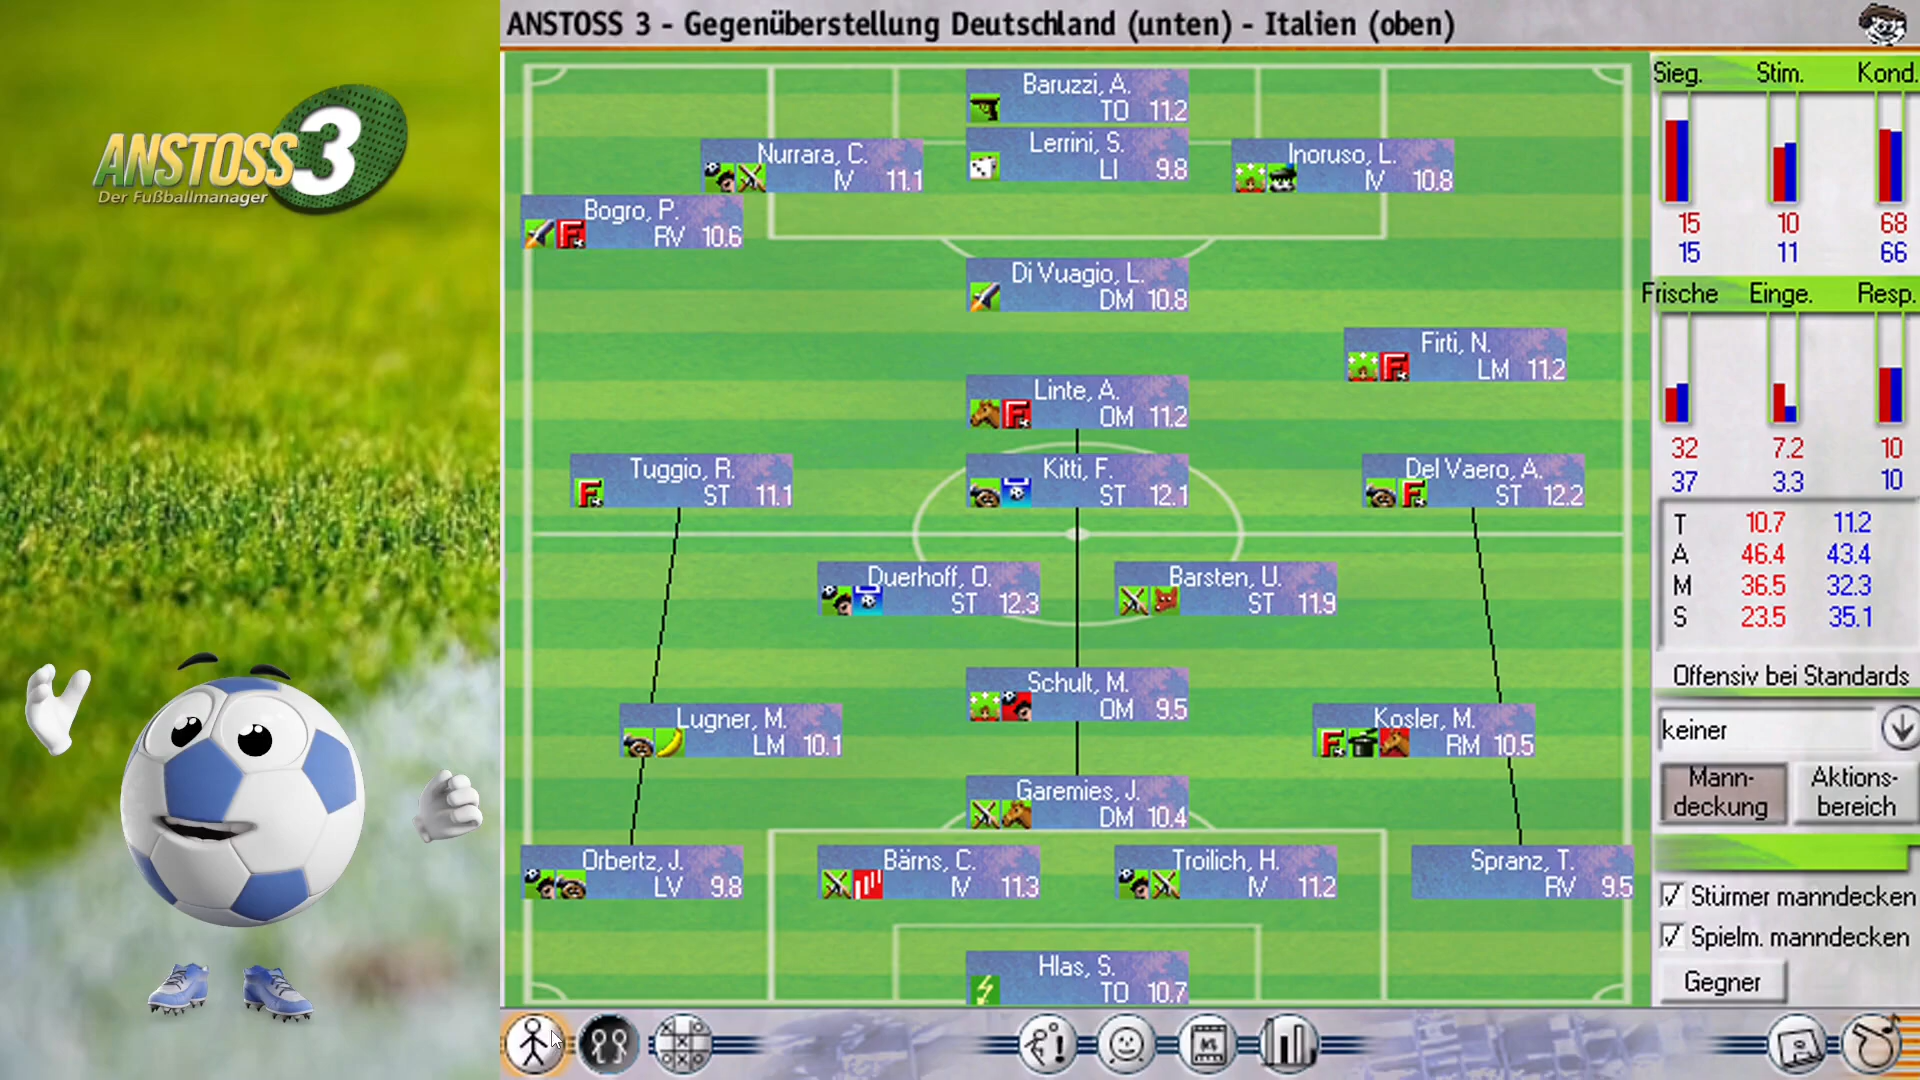 ANSTOSS 3
Der Fußballmanager
ANSTOSS 3 - Gegenüberstellung Deutschland (unten) - Italien (oben)
Baruzzi, A.
TO 11.2
Nurrara, C.
IV 11.1
Lerrini, S.
LI 9.8
Inoruso, L.
IV 10.8
Bogro, P.
RV 10.6
Di Vuagio, L.
DM 10.8
Firti, N.
LM 11.2
Linte, A.
OM 11.2
Tuggio, R.
ST 11.1
Kitti, F.
ST 12.1
Del Vaero, A.
ST 12.2
Duerhoff, O.
ST 12.3
Barsten, U.
ST 11.9
Schult, M.
OM 9.5
Lugner, M.
LM 10.1
Kosler, M.
RM 10.5
Garemies, J.
DM 10.4
Orbertz, J.
LV 9.8
Bärns, C.
IV 11.3
Troilich, H.
IV 11.2
Spranz, T.
RV 9.5
Hlas, S.
TO 10.7
Sieg. Stim. Kond.
15 10 68
15 11 66
Frische Einge. Resp.
32 7.2 10
37 3.3 10
T 10.7 11.2
A 46.4 43.4
M 36.5 32.3
S 23.5 35.1
Offensiv bei Standards
keiner
Mann-
deckung
Aktions-
bereich
Stürmer manndecken
Spielm. manndecken
Gegner